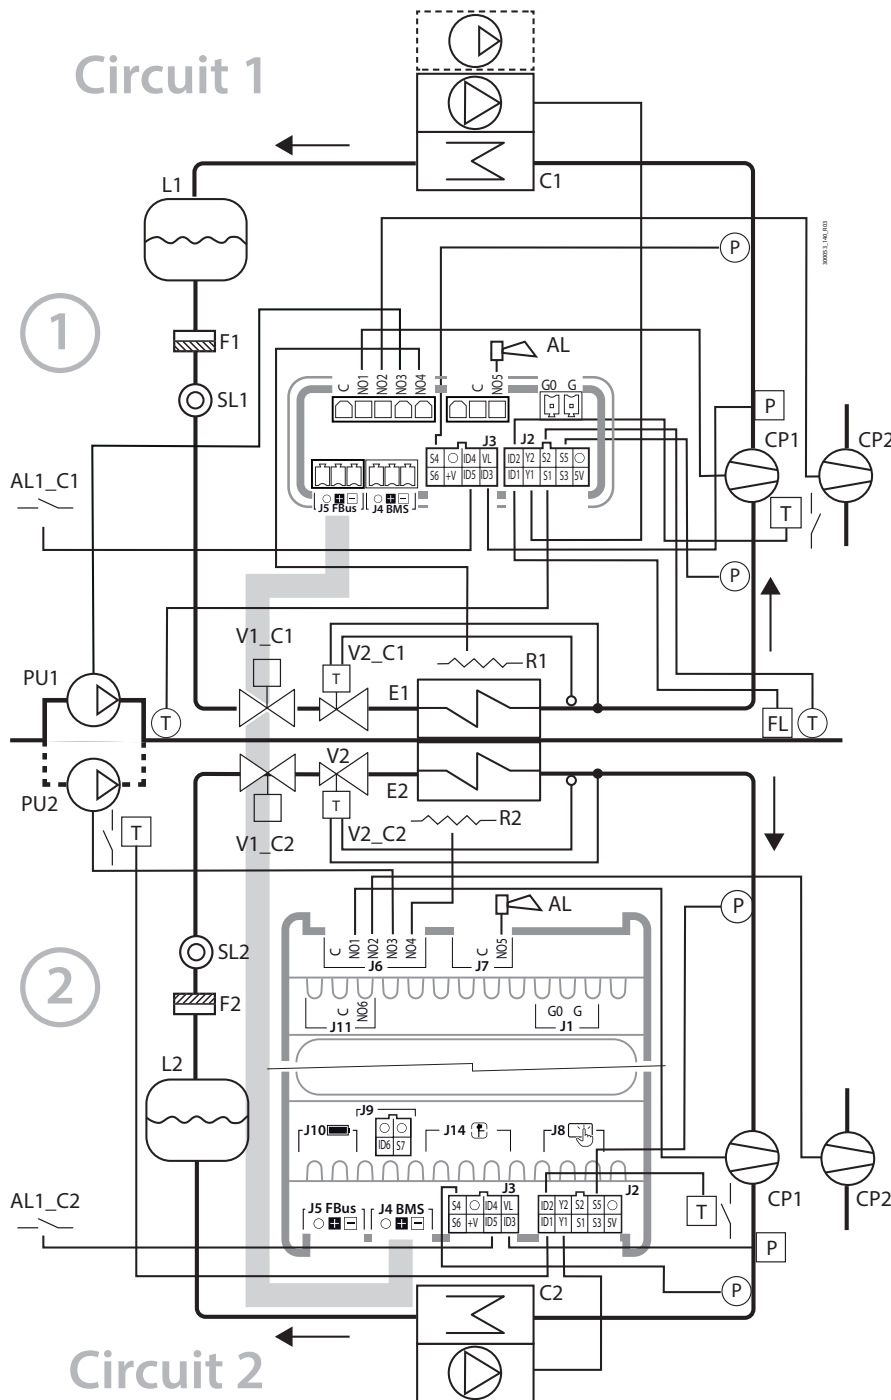 Circuit 1
C1
L1
P
300053_140_R03
1
F1
AL
C NO1 NO2 NO3 NO4
C NO5
G0 G
SL1
P
J3 J2
CP1
CP2
S4 ID4 VL
S6 +V ID5 ID3
ID2 Y2 S2 S5
ID1 Y1 S1 S3 5V
AL1_C1
J5 FBus J4 BMS
T
P
V1_C1
V2_C1
R1
PU1
T
E1
T
FL
T
V2
E2
PU2
T
T
R2
V1_C2
V2_C2
AL
P
C NO1 NO2 NO3 NO4
J6
C NO5
J7
SL2
2
F2
C NO6
J11
G0 G
J1
L2
J9
J10
ID6 S7
J14
J8
CP1
CP2
AL1_C2
J5 FBus J4 BMS
J3
S4 ID4 VL
S6 +V ID5 ID3
J2
ID2 Y2 S2 S5
ID1 Y1 S1 S3 5V
T
P
C2
P
Circuit 2